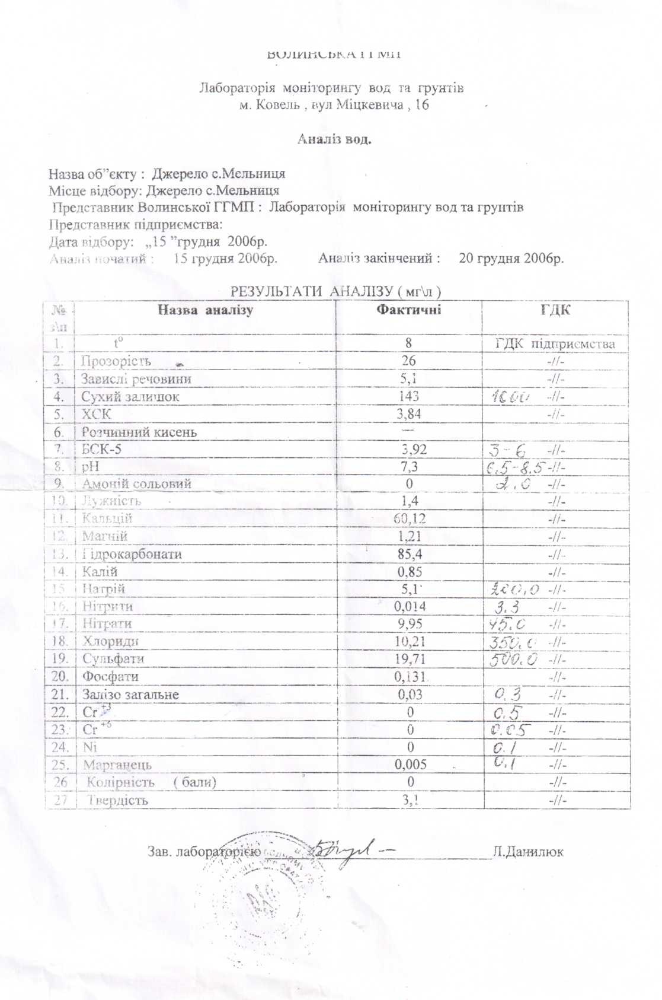 ВОЛИНСЬКА ГГМП
Лабораторія моніторингу вод та грунтів
м. Ковель , вул Міцкевича , 16
Аналіз вод.
Назва об”єкту : Джерело с.Мельниця
Місце відбору: Джерело с.Мельниця
Представник Волинської ГГМП : Лабораторія моніторингу вод та грунтів
Представник підприємства:
Дата відбору: „15 ”грудня 2006р.
Аналіз початий : 15 грудня 2006р. Аналіз закінчений : 20 грудня 2006р.
РЕЗУЛЬТАТИ АНАЛІЗУ ( мг\л )
№ з\п Назва аналізу Фактичні ГДК
1. t° 8 ГДК підприємства
2. Прозорість 26 -//-
3. Завислі речовини 5,1 -//-
4. Сухий залишок 143 1000 -//-
5. ХСК 3,84 -//-
6. Розчинний кисень —
7. БСК-5 3,92 3-6 -//-
8. рН 7,3 6.5-8.5 -//-
9. Амоній сольовий 0 2.0 -//-
10. Лужність 1,4 -//-
11. Кальцій 60,12 -//-
12. Магній 1,21 -//-
13. Гідрокарбонати 85,4 -//-
14. Калій 0,85 -//-
15 Натрій 5,1 200,0 -//-
16. Нітрити 0,014 3.3 -//-
17. Нітрати 9,95 45.0 -//-
18. Хлориди 10,21 350.0 -//-
19. Сульфати 19,71 500.0 -//-
20. Фосфати 0,131 -//-
21. Залізо загальне 0,03 0.3 -//-
22. Cr +3 0 0.5 -//-
23. Cr +6 0 0.05 -//-
24. Ni 0 0.1 -//-
25. Марганець 0,005 0.1 -//-
26 Колірність ( бали) 0 -//-
27 Твердість 3,1 -//-
Зав. лабораторією Л.Данилюк